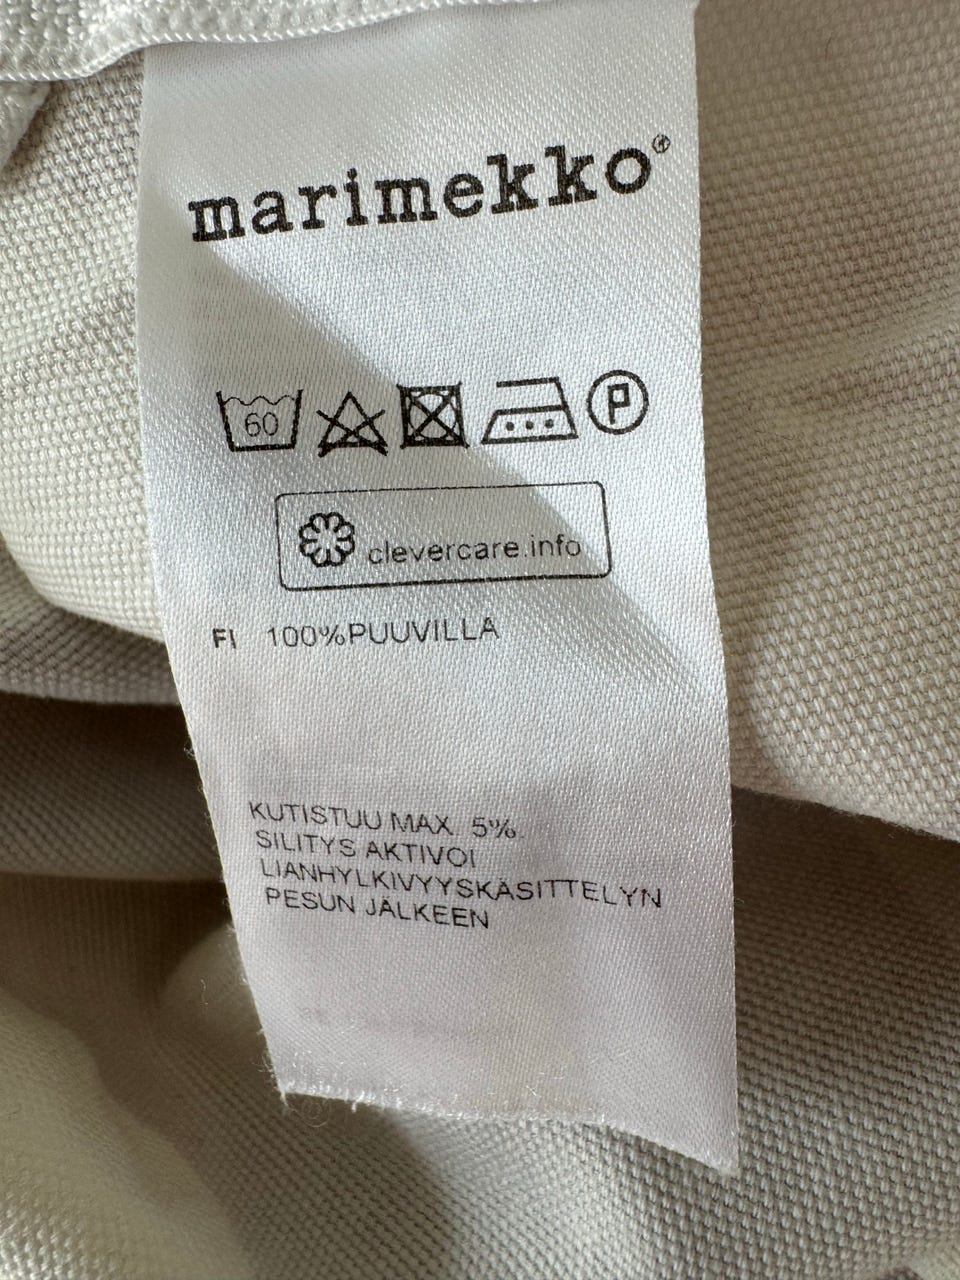 marimekko®
60 P
clevercare.info
FI 100%PUUVILLA
KUTISTUU MAX. 5%.
SILITYS AKTIVOI
LIANHYLKIVYYSKÄSITTELYN
PESUN JÄLKEEN